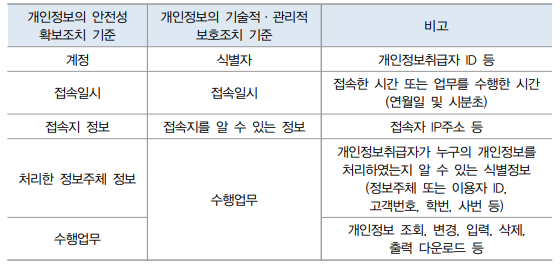 개인정보의 안전성
확보조치 기준
개인정보의 기술적·관리적
보호조치 기준
비고
계정
식별자
개인정보취급자 ID 등
접속일시
접속일시
접속한 시간 또는 업무를 수행한 시간
(연월일 및 시분초)
접속지 정보
접속지를 알 수 있는 정보
접속자 IP주소 등
처리한 정보주체 정보
수행업무
개인정보취급자가 누구의 개인정보를
처리하였는지 알 수 있는 식별정보
(정보주체 또는 이용자 ID,
고객번호, 학번, 사번 등)
수행업무
개인정보 조회, 변경, 입력, 삭제,
출력 다운로드 등